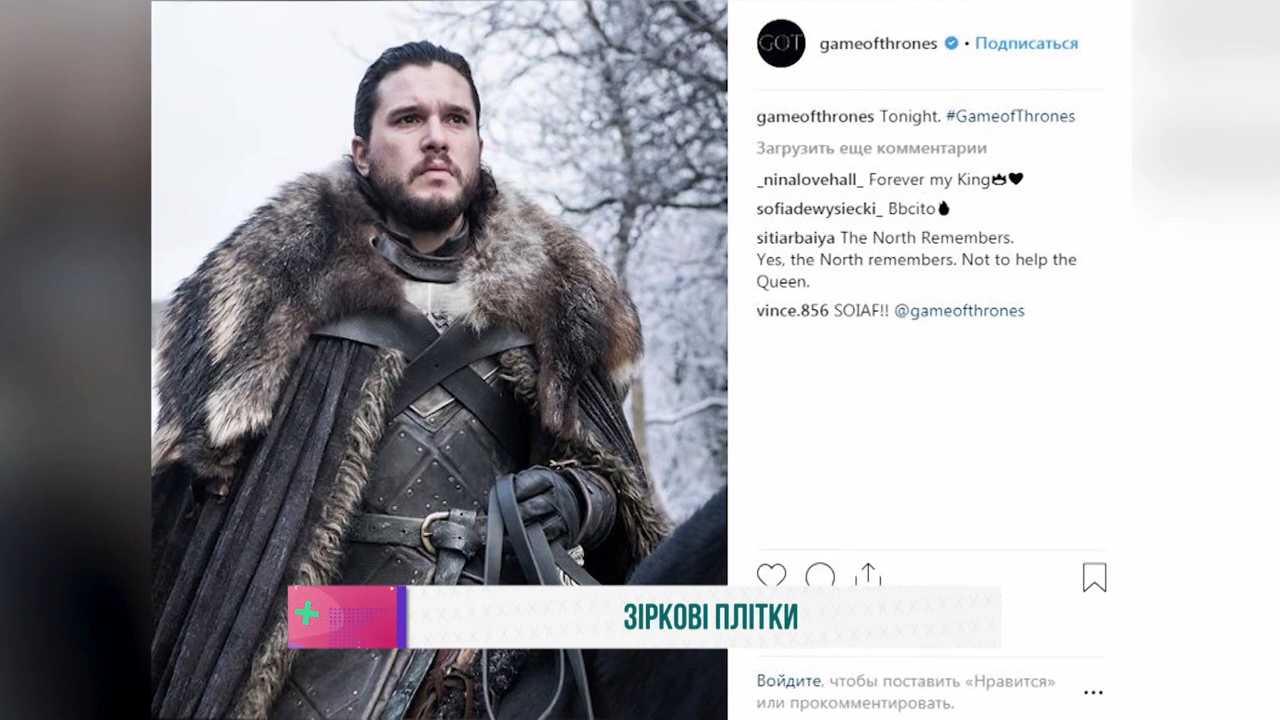 GOT
gameofthrones • Подписаться
gameofthrones Tonight. #GameofThrones
Загрузить еще комментарии
_ninalovehall_ Forever my King
sofiadewysiecki_ Bbcito
sitiarbaiya The North Remembers.
Yes, the North remembers. Not to help the
Queen.
vince.856 SOIAF!! @gameofthrones
ЗІРКОВІ ПЛІТКИ
Войдите, чтобы поставить «Нравится»
или прокомментировать.